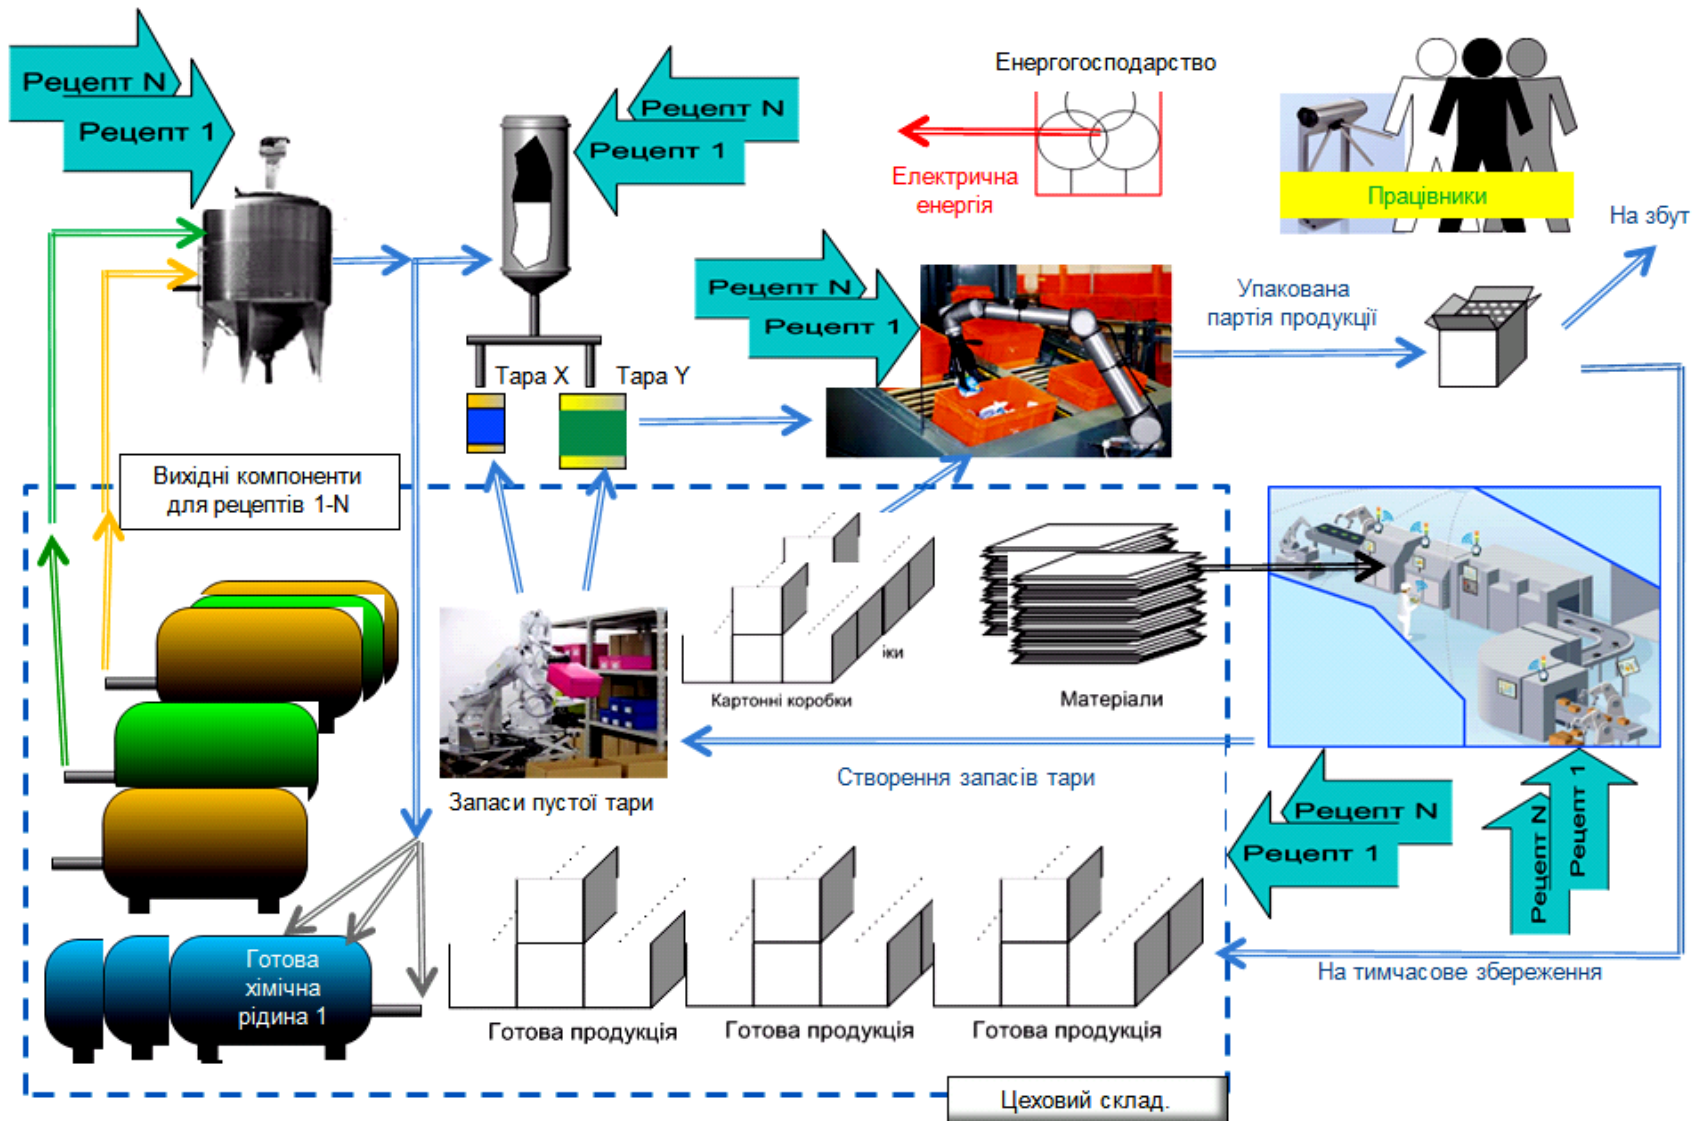 Рецепт N
Рецепт 1
Рецепт N
Рецепт 1
Енергогосподарство
Електрична
енергія
Працівники
На збут
Рецепт N
Рецепт 1
Упакована
партія продукції
Тара X
Тара Y
Вихідні компоненти
для рецептів 1-N
іки
Картонні коробки
Матеріали
Створення запасів тари
Запаси пустої тари
Рецепт N
Рецепт 1
Рецепт N
Рецепт 1
Готова
хімічна
рідина 1
На тимчасове збереження
Готова продукція
Готова продукція
Готова продукція
Цеховий склад.